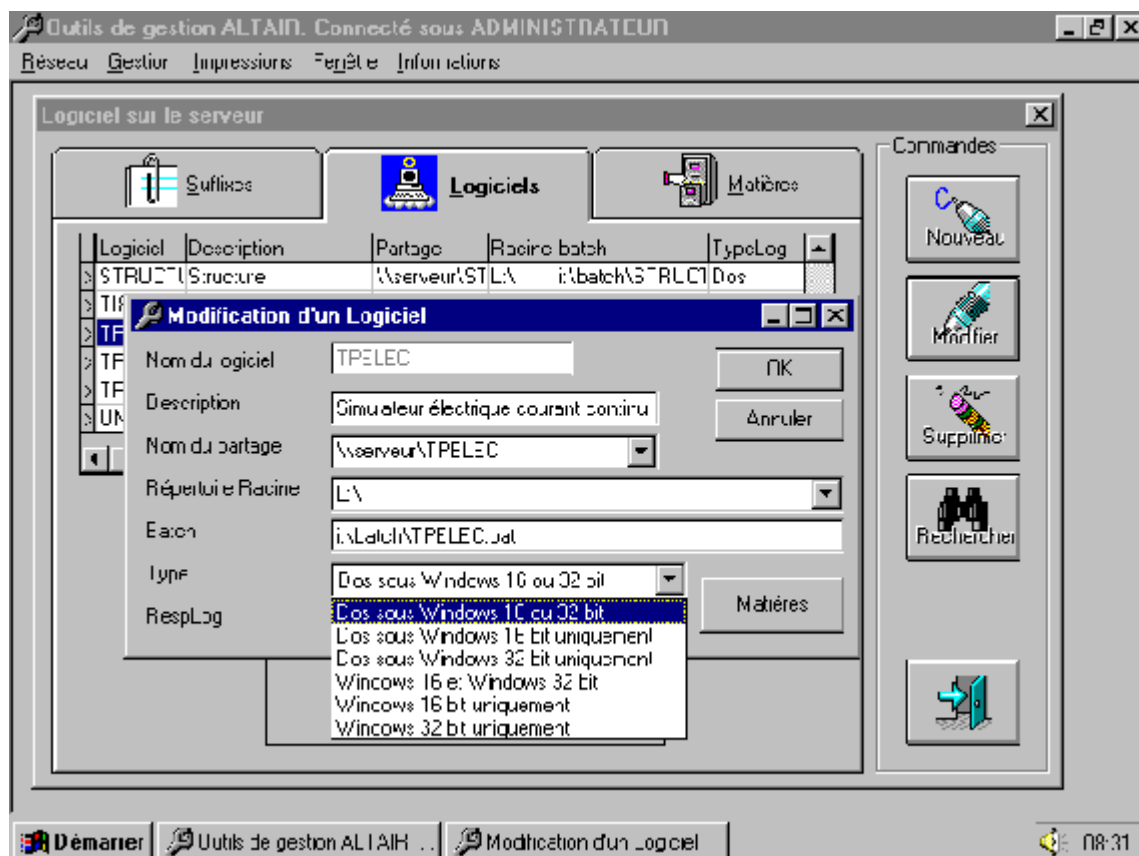 Outils de gestion ALTAIR. Connecté sous ADMINISTRATEUR
Réseau Gestion Impressions Fenêtre Informations
Logiciel sur le serveur
Commandes
Suffixes Logiciels Matières
Nouveau
Logiciel Description Partage Racine batch TypeLog
STRUCTU Structure \\serveur\ST L:\ i:\batch\STRUCT Dos
TF
TF
TF
UN
Modification d'un Logiciel
Nom du logiciel TPELEC
OK
Modifier
Description Simulateur électrique courant continu
Annuler
Nom du partage \\serveur\TPELEC
Supprimer
Répertoire Racine L:\
Batch i:\batch\TPELEC.bat
Rechercher
Type Dos sous Windows 16 ou 32 bit
Matières
RespLog
Dos sous Windows 16 ou 32 bit
Dos sous Windows 16 bit uniquement
Dos sous Windows 32 bit uniquement
Windows 16 et Windows 32 bit
Windows 16 bit uniquement
Windows 32 bit uniquement
Démarrer Outils de gestion ALTAIR ... Modification d'un Logiciel 08:31